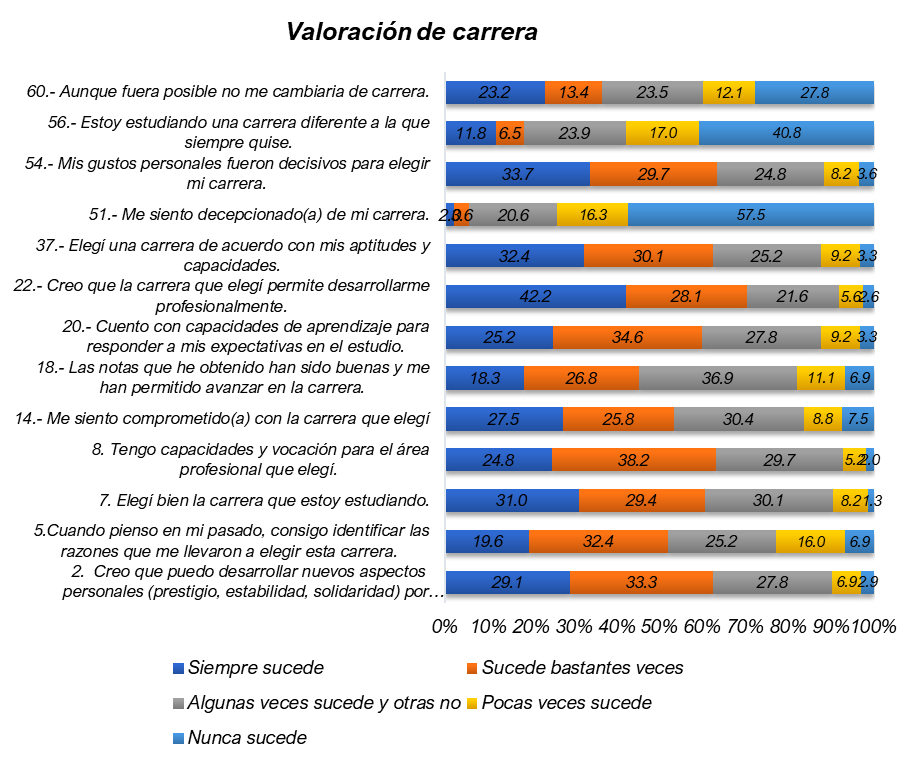 Valoración de carrera
60.- Aunque fuera posible no me cambiaria de carrera.
23.2 13.4 23.5 12.1 27.8
56.- Estoy estudiando una carrera diferente a la que
siempre quise.
11.8 6.5 23.9 17.0 40.8
54.- Mis gustos personales fueron decisivos para elegir
mi carrera.
33.7 29.7 24.8 8.2 3.6
51.- Me siento decepcionado(a) de mi carrera.
20.6 16.3 57.5
37.- Elegí una carrera de acuerdo con mis aptitudes y
capacidades.
32.4 30.1 25.2 9.2 3.3
22.- Creo que la carrera que elegí permite desarrollarme
profesionalmente.
42.2 28.1 21.6 5.6 2.6
20.- Cuento con capacidades de aprendizaje para
responder a mis expectativas en el estudio.
25.2 34.6 27.8 9.2 3.3
18.- Las notas que he obtenido han sido buenas y me
han permitido avanzar en la carrera.
18.3 26.8 36.9 11.1 6.9
14.- Me siento comprometido(a) con la carrera que elegí
27.5 25.8 30.4 8.8 7.5
8. Tengo capacidades y vocación para el área
profesional que elegí.
24.8 38.2 29.7 5.2 2.0
7. Elegí bien la carrera que estoy estudiando.
31.0 29.4 30.1 8.2 1.3
5.Cuando pienso en mi pasado, consigo identificar las
razones que me llevaron a elegir esta carrera.
19.6 32.4 25.2 16.0 6.9
2. Creo que puedo desarrollar nuevos aspectos
personales (prestigio, estabilidad, solidaridad) por…
29.1 33.3 27.8 6.9 2.9
0% 10% 20% 30% 40% 50% 60% 70% 80% 90% 100%
Siempre sucede
Sucede bastantes veces
Algunas veces sucede y otras no
Pocas veces sucede
Nunca sucede